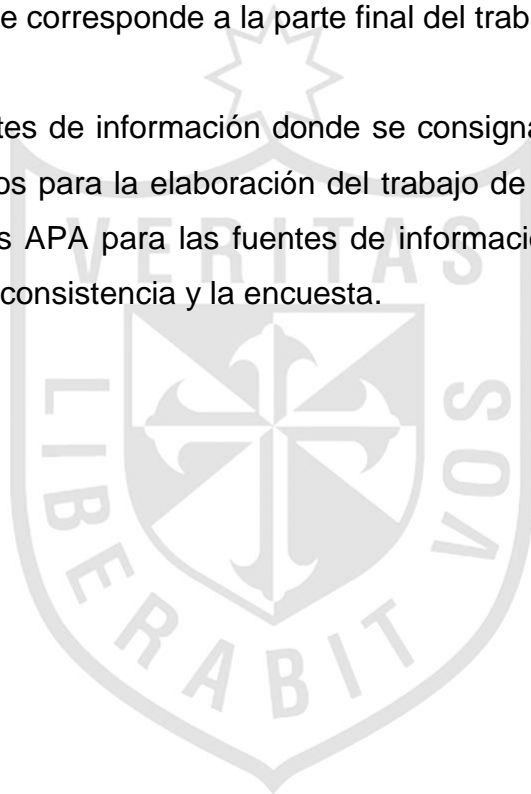 e corresponde a la parte final del trab
tes de información donde se consigna
os para la elaboración del trabajo de
s APA para las fuentes de informaci
consistencia y la encuesta.
VERITAS
LIBERABIT VOS